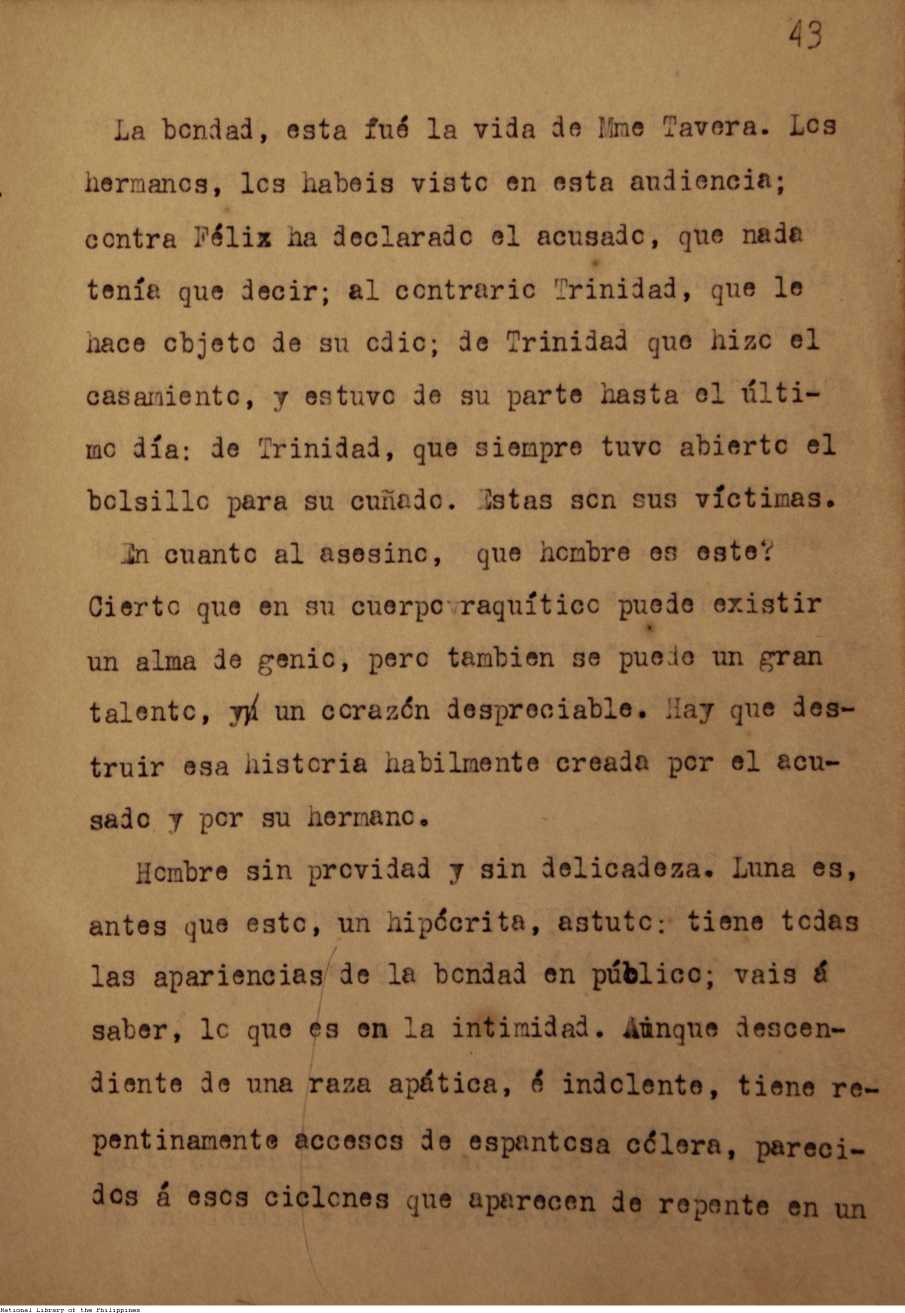 43
La bondad, esta fué la vida de Mme Tavera. Los
hermanos, los habeis visto en esta audiencia;
contra Félix ha declarado el acusado, que nada
tenía que decir; al contrario Trinidad, que le
hace objeto de su odio; de Trinidad que hizo el
casamiento, y estuvo de su parte hasta el últi-
mo día: de Trinidad, que siempre tuvo abierto el
bolsillo para su cuñado. Estas son sus víctimas.
En cuanto al asesino, que hombre es este?
Cierto que en su cuerpo raquítico puede existir
un alma de genio, pero tambien se puede un gran
talento, y un corazón despreciable. Hay que des-
truir esa historia habilmente creada por el acu-
sado y por su hermano.
Hombre sin providad y sin delicadeza. Luna es,
antes que esto, un hipócrita, astuto: tiene todas
las apariencias de la bondad en público; vais á
saber, lo que es en la intimidad. Aúnque descen-
diente de una raza apática, é indolente, tiene re-
pentinamente accesos de espantosa cólera, pareci-
dos á esos ciclones que aparecen de repente en un
National Library of the Philippines